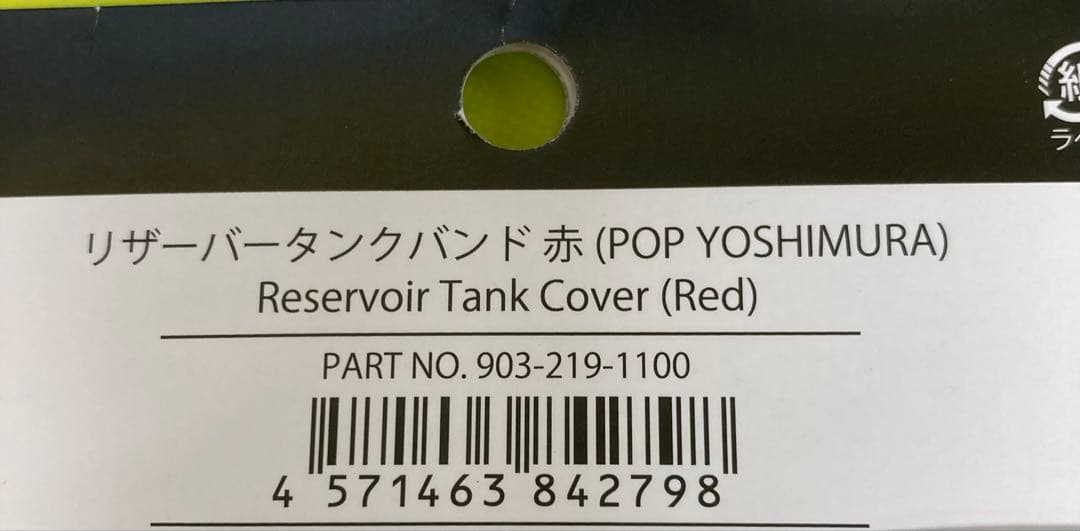 リザーバータンクバンド 赤 (POP YOSHIMURA)
Reservoir Tank Cover (Red)
PART NO. 903-219-1100
4 571463 842798